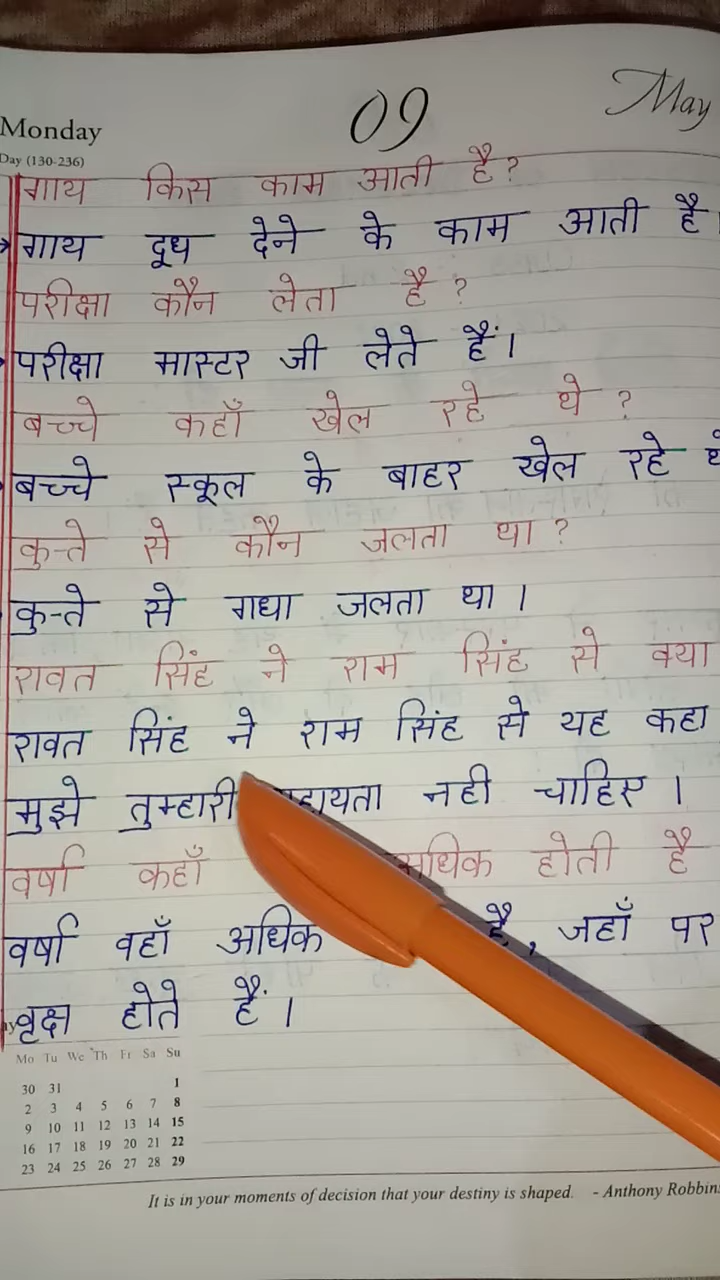 Monday
09
May
Day (130-236)
गाय किस काम आती है?
गाय दूध देने के काम आती है।
परीक्षा कौन लेता है?
परीक्षा मास्टर जी लेते हैं।
बच्चे कहाँ खेल रहे थे?
बच्चे स्कूल के बाहर खेल रहे
कुत्ते से कौन जलता था?
कुत्ते से गधा जलता था।
रावत सिंह ने राम सिंह से क्या
रावत सिंह ने राम सिंह से यह कहा
मुझे तुम्हारी नही चाहिए।
वर्षा कहाँ अधिक होती है
वर्षा वहाँ अधिक है, जहाँ पर
वृक्ष होते हैं।
Mo Tu We Th Fr Sa Su
30 31 1
2 3 4 5 6 7 8
9 10 11 12 13 14 15
16 17 18 19 20 21 22
23 24 25 26 27 28 29
It is in your moments of decision that your destiny is shaped. - Anthony Robbins